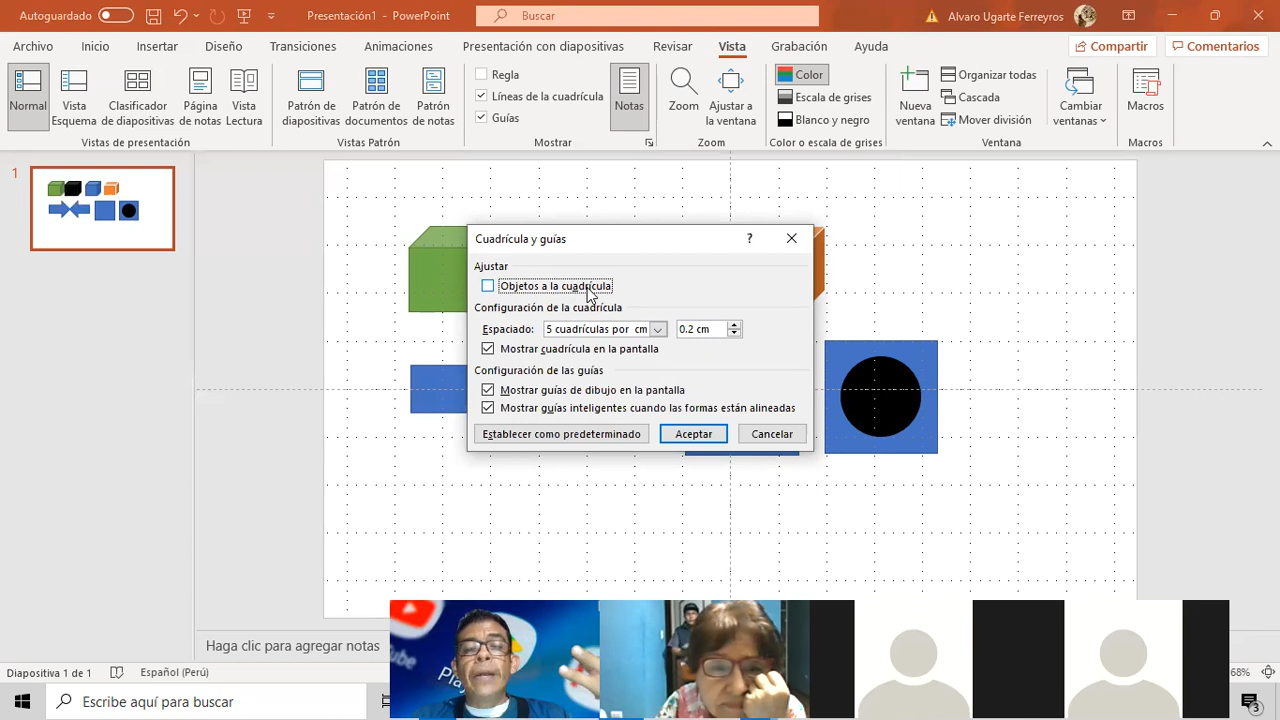 Autoguardado
Presentación1 - PowerPoint
Buscar
Alvaro Ugarte Ferreyros
Archivo Inicio Insertar Diseño Transiciones Animaciones Presentación con diapositivas Revisar Vista Grabación Ayuda
Compartir Comentarios
Normal
Vista Esquema
Clasificador de diapositivas
Página de notas
Vista Lectura
Vistas de presentación
Patrón de diapositivas
Patrón de documentos
Patrón de notas
Vistas Patrón
Regla
Líneas de la cuadrícula
Guías
Mostrar
Notas
Zoom
Ajustar a la ventana
Zoom
Color
Escala de grises
Blanco y negro
Color o escala de grises
Nueva ventana
Organizar todas
Cascada
Mover división
Cambiar ventanas
Ventana
Macros
Macros
1
Cuadrícula y guías
?
Ajustar
Objetos a la cuadrícula
Configuración de la cuadrícula
Espaciado: 5 cuadrículas por cm 0.2 cm
Mostrar cuadrícula en la pantalla
Configuración de las guías
Mostrar guías de dibujo en la pantalla
Mostrar guías inteligentes cuando las formas están alineadas
Establecer como predeterminado Aceptar Cancelar
Haga clic para agregar notas
Diapositiva 1 de 1 Español (Perú)
68%
Escribe aquí para buscar
3